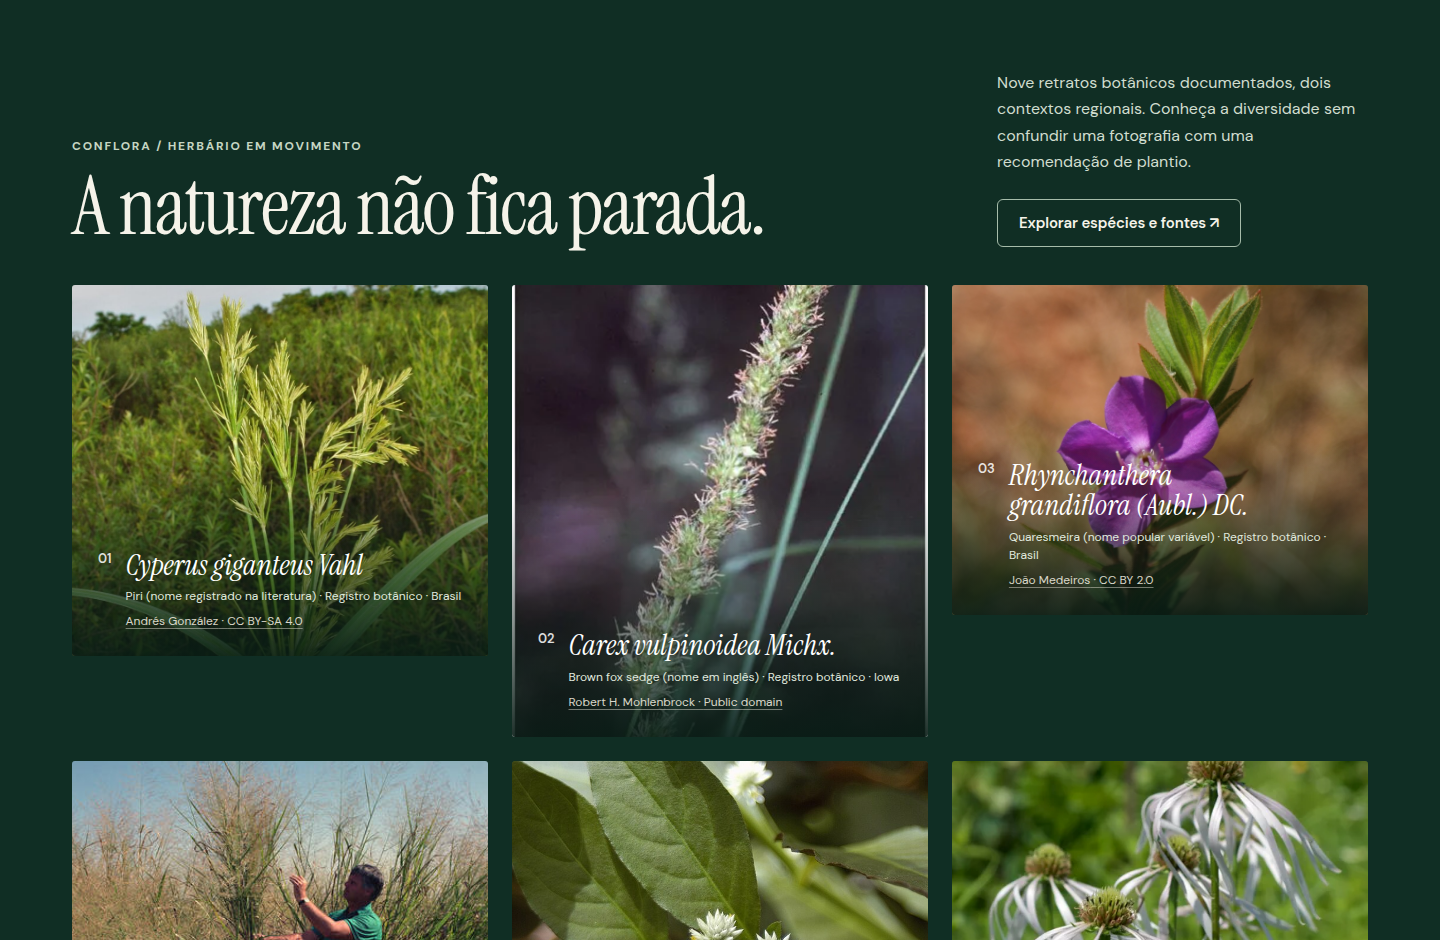 Nove retratos botânicos documentados, dois
contextos regionais. Conheça a diversidade sem
confundir uma fotografia com uma
recomendação de plantio.
CONFLORA / HERBÁRIO EM MOVIMENTO
A natureza não fica parada.
Explorar espécies e fontes ↗
01
Cyperus giganteus Vahl
Piri (nome registrado na literatura) · Registro botânico · Brasil
Andrés González · CC BY-SA 4.0
02
Carex vulpinoidea Michx.
Brown fox sedge (nome em inglês) · Registro botânico · Iowa
Robert H. Mohlenbrock · Public domain
03
Rhynchanthera
grandiflora (Aubl.) DC.
Quaresmeira (nome popular variável) · Registro botânico ·
Brasil
João Medeiros · CC BY 2.0